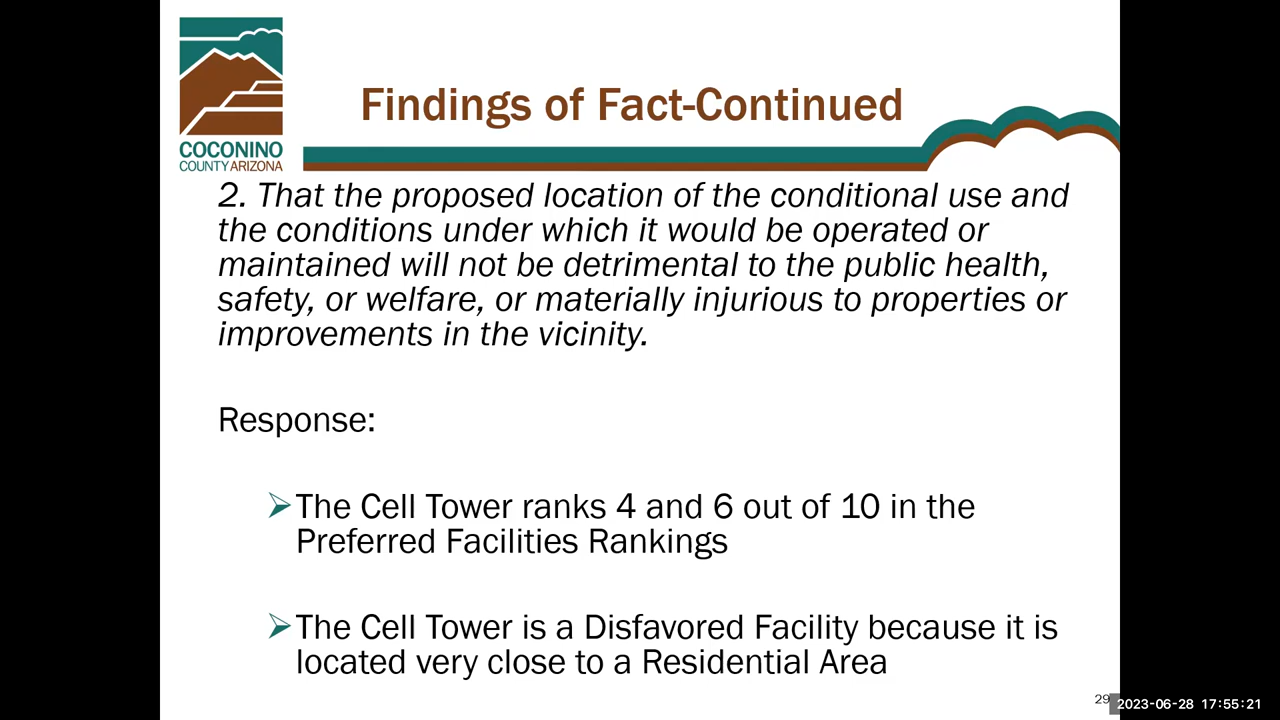 COCONINO
COUNTY ARIZONA
Findings of Fact-Continued
2. That the proposed location of the conditional use and
the conditions under which it would be operated or
maintained will not be detrimental to the public health,
safety, or welfare, or materially injurious to properties or
improvements in the vicinity.
Response:
➢The Cell Tower ranks 4 and 6 out of 10 in the
Preferred Facilities Rankings
➢The Cell Tower is a Disfavored Facility because it is
located very close to a Residential Area
29
2023-06-28 17:55:21